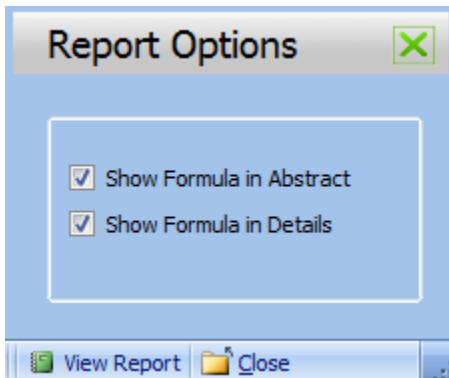 Report Options
Show Formula in Abstract
Show Formula in Details
View Report Close